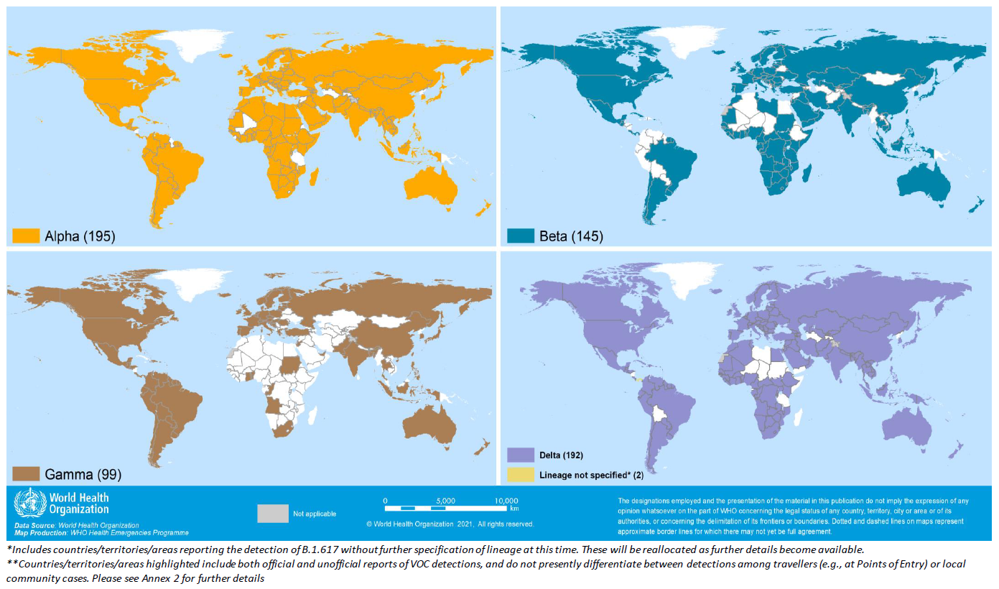 Alpha (195)
Beta (145)
Gamma (99)
Delta (192)
Lineage not specified* (2)
World Health
Organization
Data Source: World Health Organization
Map Production: WHO Health Emergencies Programme
Not applicable
0 5,000 10,000
km
© World Health Organization 2021, All rights reserved.
The designations employed and the presentation of the material in this publication do not imply the expression of any
opinion whatsoever on the part of WHO concerning the legal status of any country, territory, city or area or of its
authorities, or concerning the delimitation of its frontiers or boundaries. Dotted and dashed lines on maps represent
approximate border lines for which there may not yet be full agreement.
*Includes countries/territories/areas reporting the detection of B.1.617 without further specification of lineage at this time. These will be reallocated as further details become available.
**Countries/territories/areas highlighted include both official and unofficial reports of VOC detections, and do not presently differentiate between detections among travellers (e.g., at Points of Entry) or local
community cases. Please see Annex 2 for further details